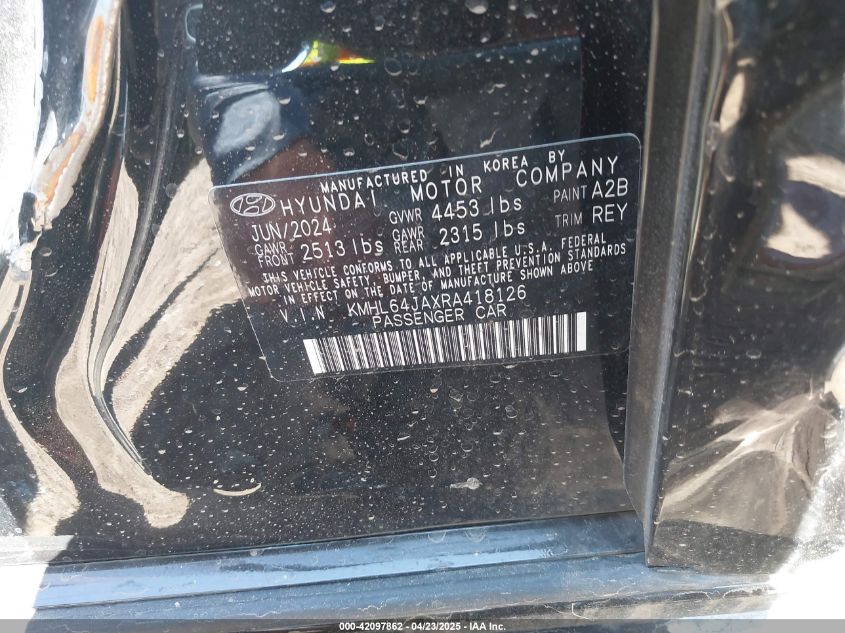 MANUFACTURED IN KOREA BY
HYUNDAI MOTOR COMPANY
JUN/2024 GVWR 4453 lbs PAINT A2B
GAWR FRONT 2513 lbs GAWR REAR 2315 lbs TRIM REY
THIS VEHICLE CONFORMS TO ALL APPLICABLE U.S.A. FEDERAL
MOTOR VEHICLE SAFETY, BUMPER, AND THEFT PREVENTION STANDARDS
IN EFFECT ON THE DATE OF MANUFACTURE SHOWN ABOVE
VIN KMHL64JAXRA418126
PASSENGER CAR
000-42097862 - 04/23/2025 - IAA Inc.